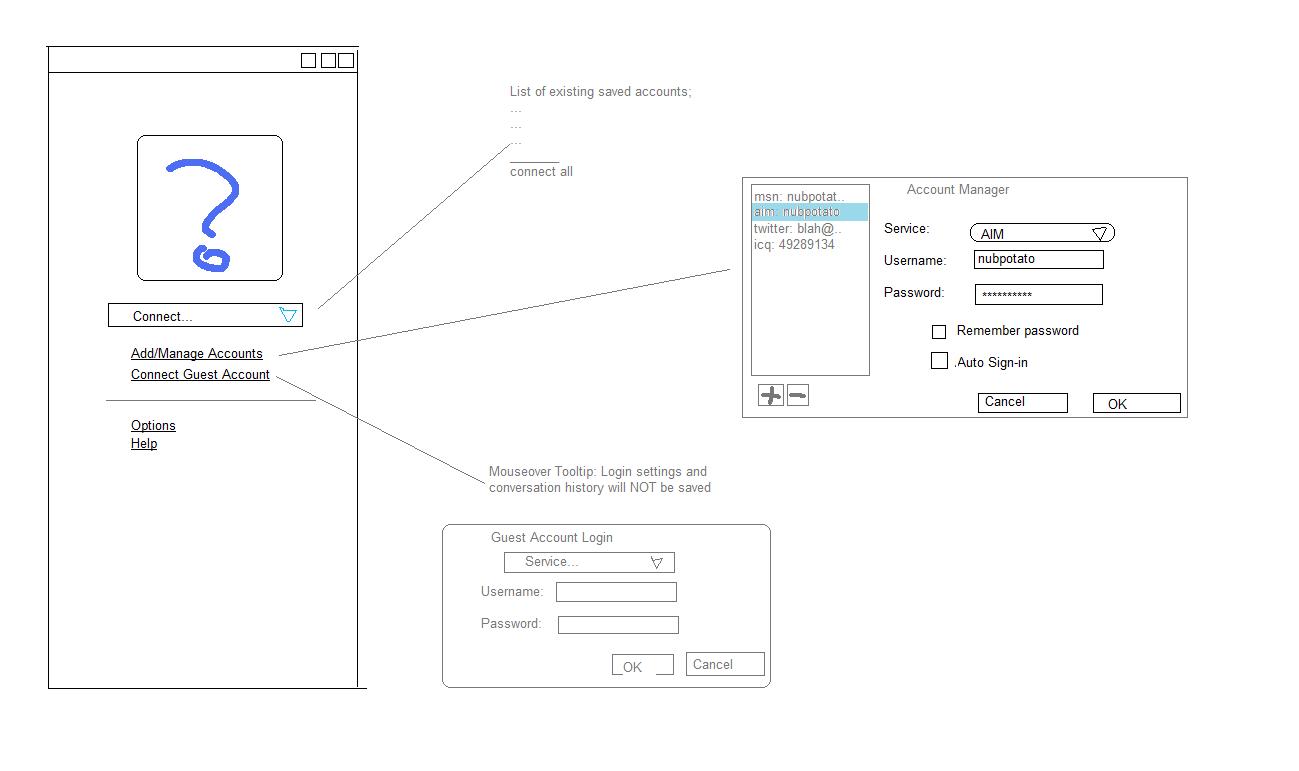 List of existing saved accounts;
...
...
...
connect all
Connect...
Add/Manage Accounts
Connect Guest Account
Options
Help
Account Manager
msn: nubpotat..
aim: nubpotato
twitter: blah@..
icq: 49289134
Service:
AIM
Username:
nubpotato
Password:
**********
Remember password
.Auto Sign-in
Cancel
OK
Mouseover Tooltip: Login settings and
conversation history will NOT be saved
Guest Account Login
Service...
Username:
Password:
OK
Cancel